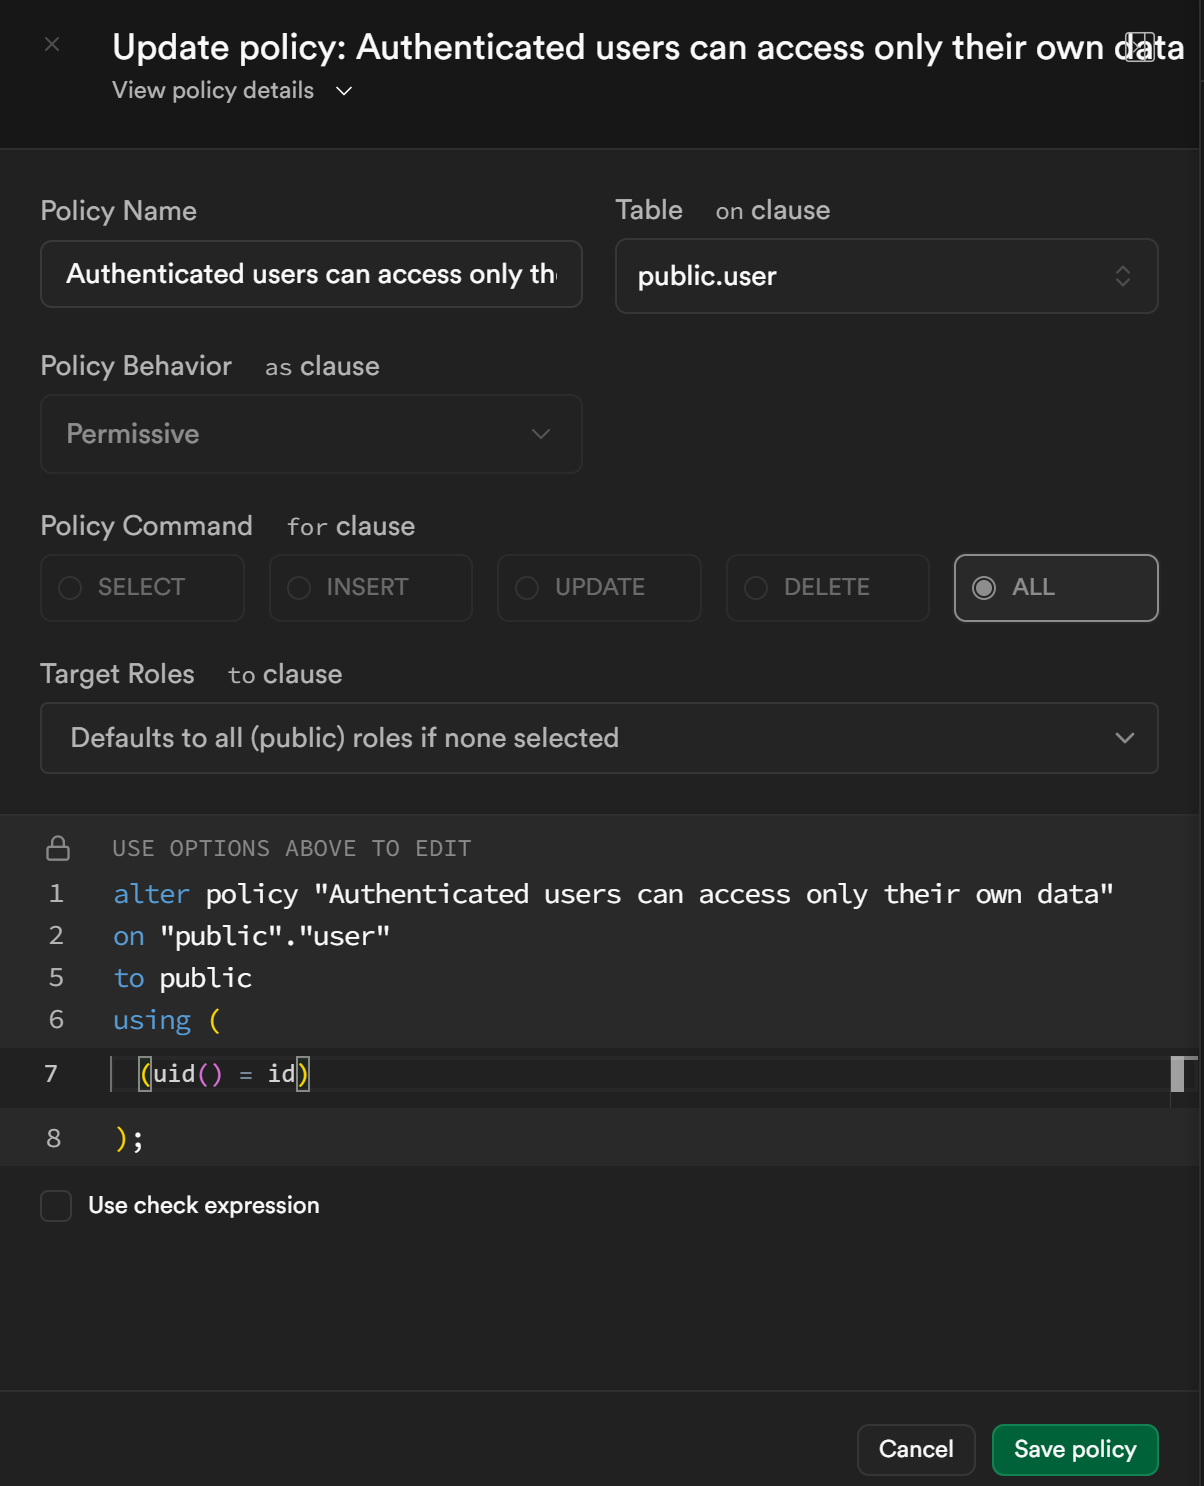 Update policy: Authenticated users can access only their own data
View policy details
Policy Name
Table on clause
Authenticated users can access only the
public.user
Policy Behavior as clause
Permissive
Policy Command for clause
SELECT INSERT UPDATE DELETE ALL
Target Roles to clause
Defaults to all (public) roles if none selected
USE OPTIONS ABOVE TO EDIT
1 alter policy "Authenticated users can access only their own data"
2 on "public"."user"
5 to public
6 using (
7 (uid() = id)
8 );
Use check expression
Cancel Save policy